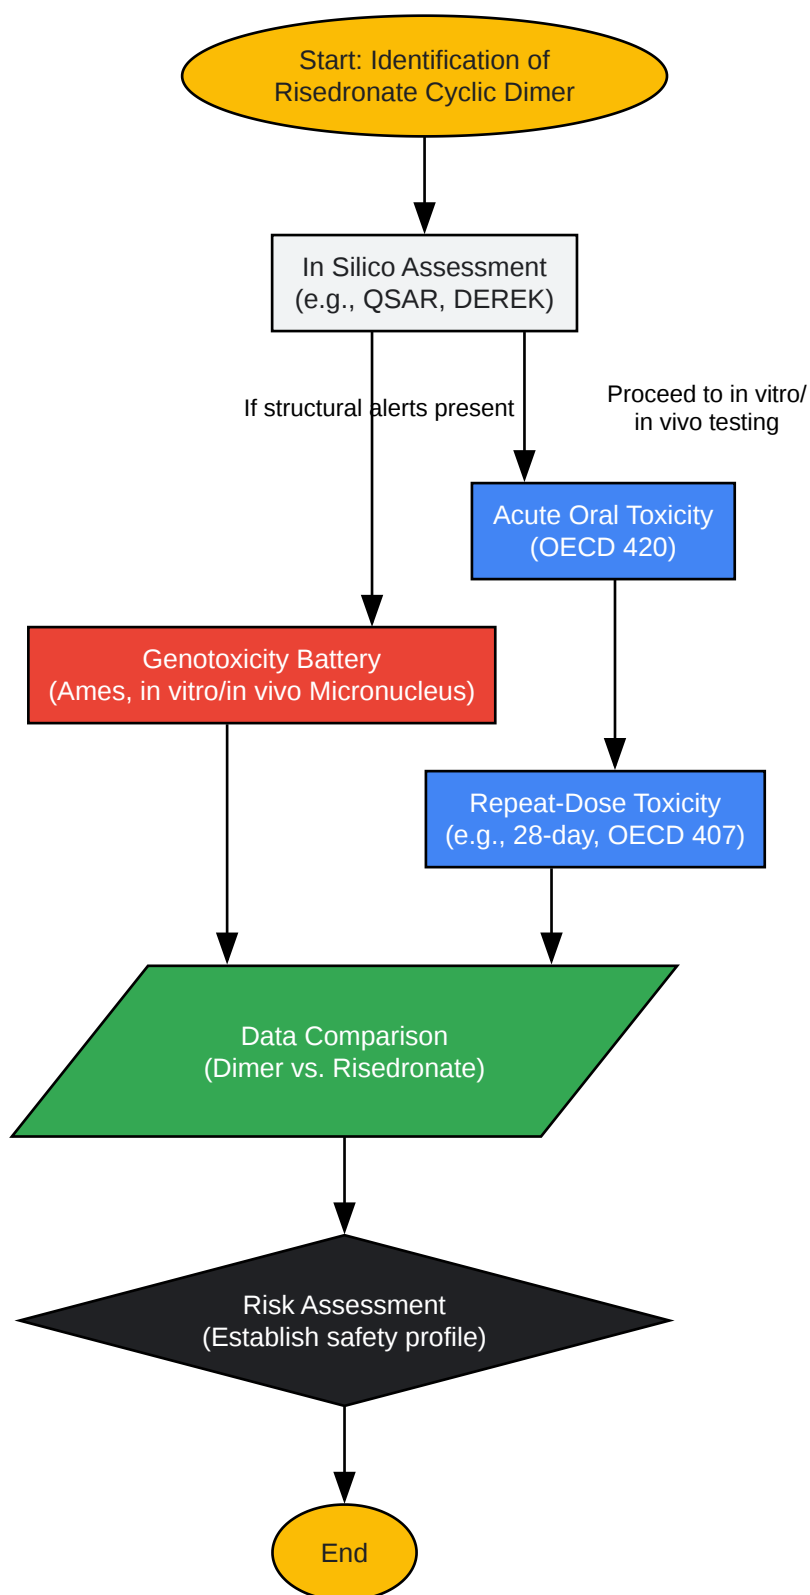 Start: Identification of
Risedronate Cyclic Dimer
In Silico Assessment
(e.g., QSAR, DEREK)
If structural alerts present
Proceed to in vitro/
in vivo testing
Acute Oral Toxicity
(OECD 420)
Genotoxicity Battery
(Ames, in vitro/in vivo Micronucleus)
Repeat-Dose Toxicity
(e.g., 28-day, OECD 407)
Data Comparison
(Dimer vs. Risedronate)
Risk Assessment
(Establish safety profile)
End